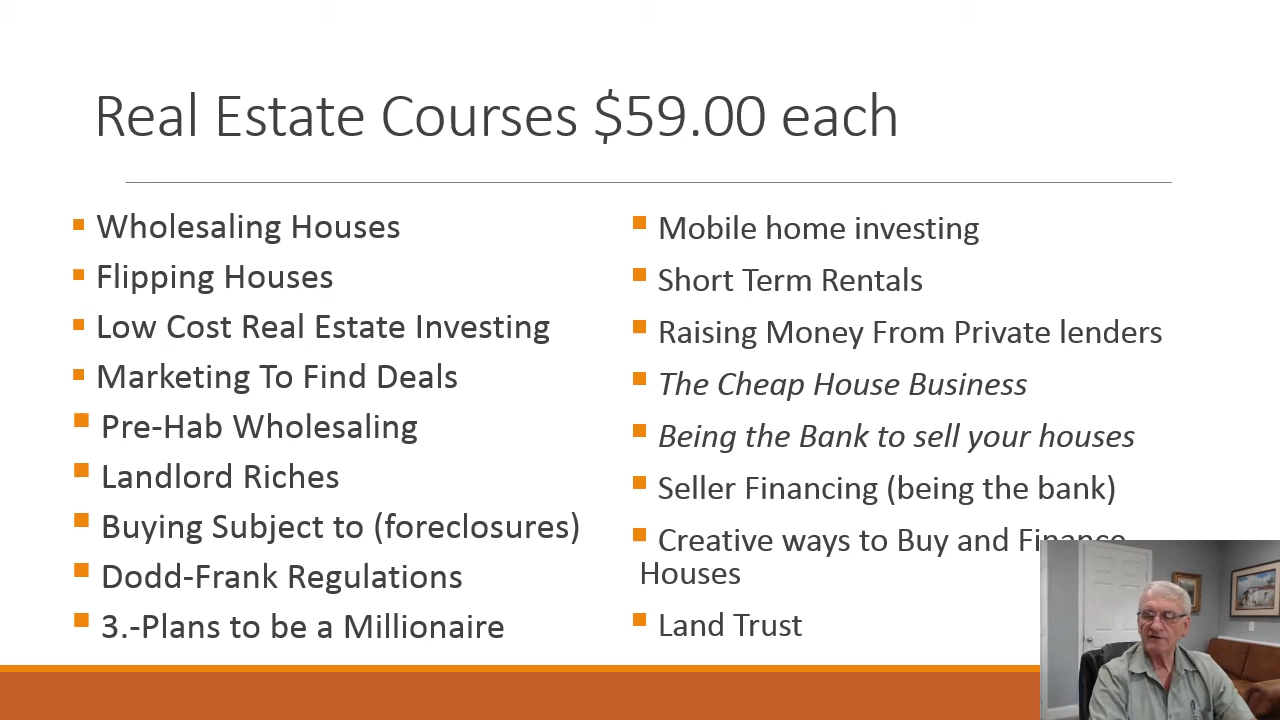 Real Estate Courses $59.00 each
Wholesaling Houses
Flipping Houses
Low Cost Real Estate Investing
Marketing To Find Deals
Pre-Hab Wholesaling
Landlord Riches
Buying Subject to (foreclosures)
Dodd-Frank Regulations
3.-Plans to be a Millionaire
Mobile home investing
Short Term Rentals
Raising Money From Private lenders
The Cheap House Business
Being the Bank to sell your houses
Seller Financing (being the bank)
Creative ways to Buy and Finance
Houses
Land Trust